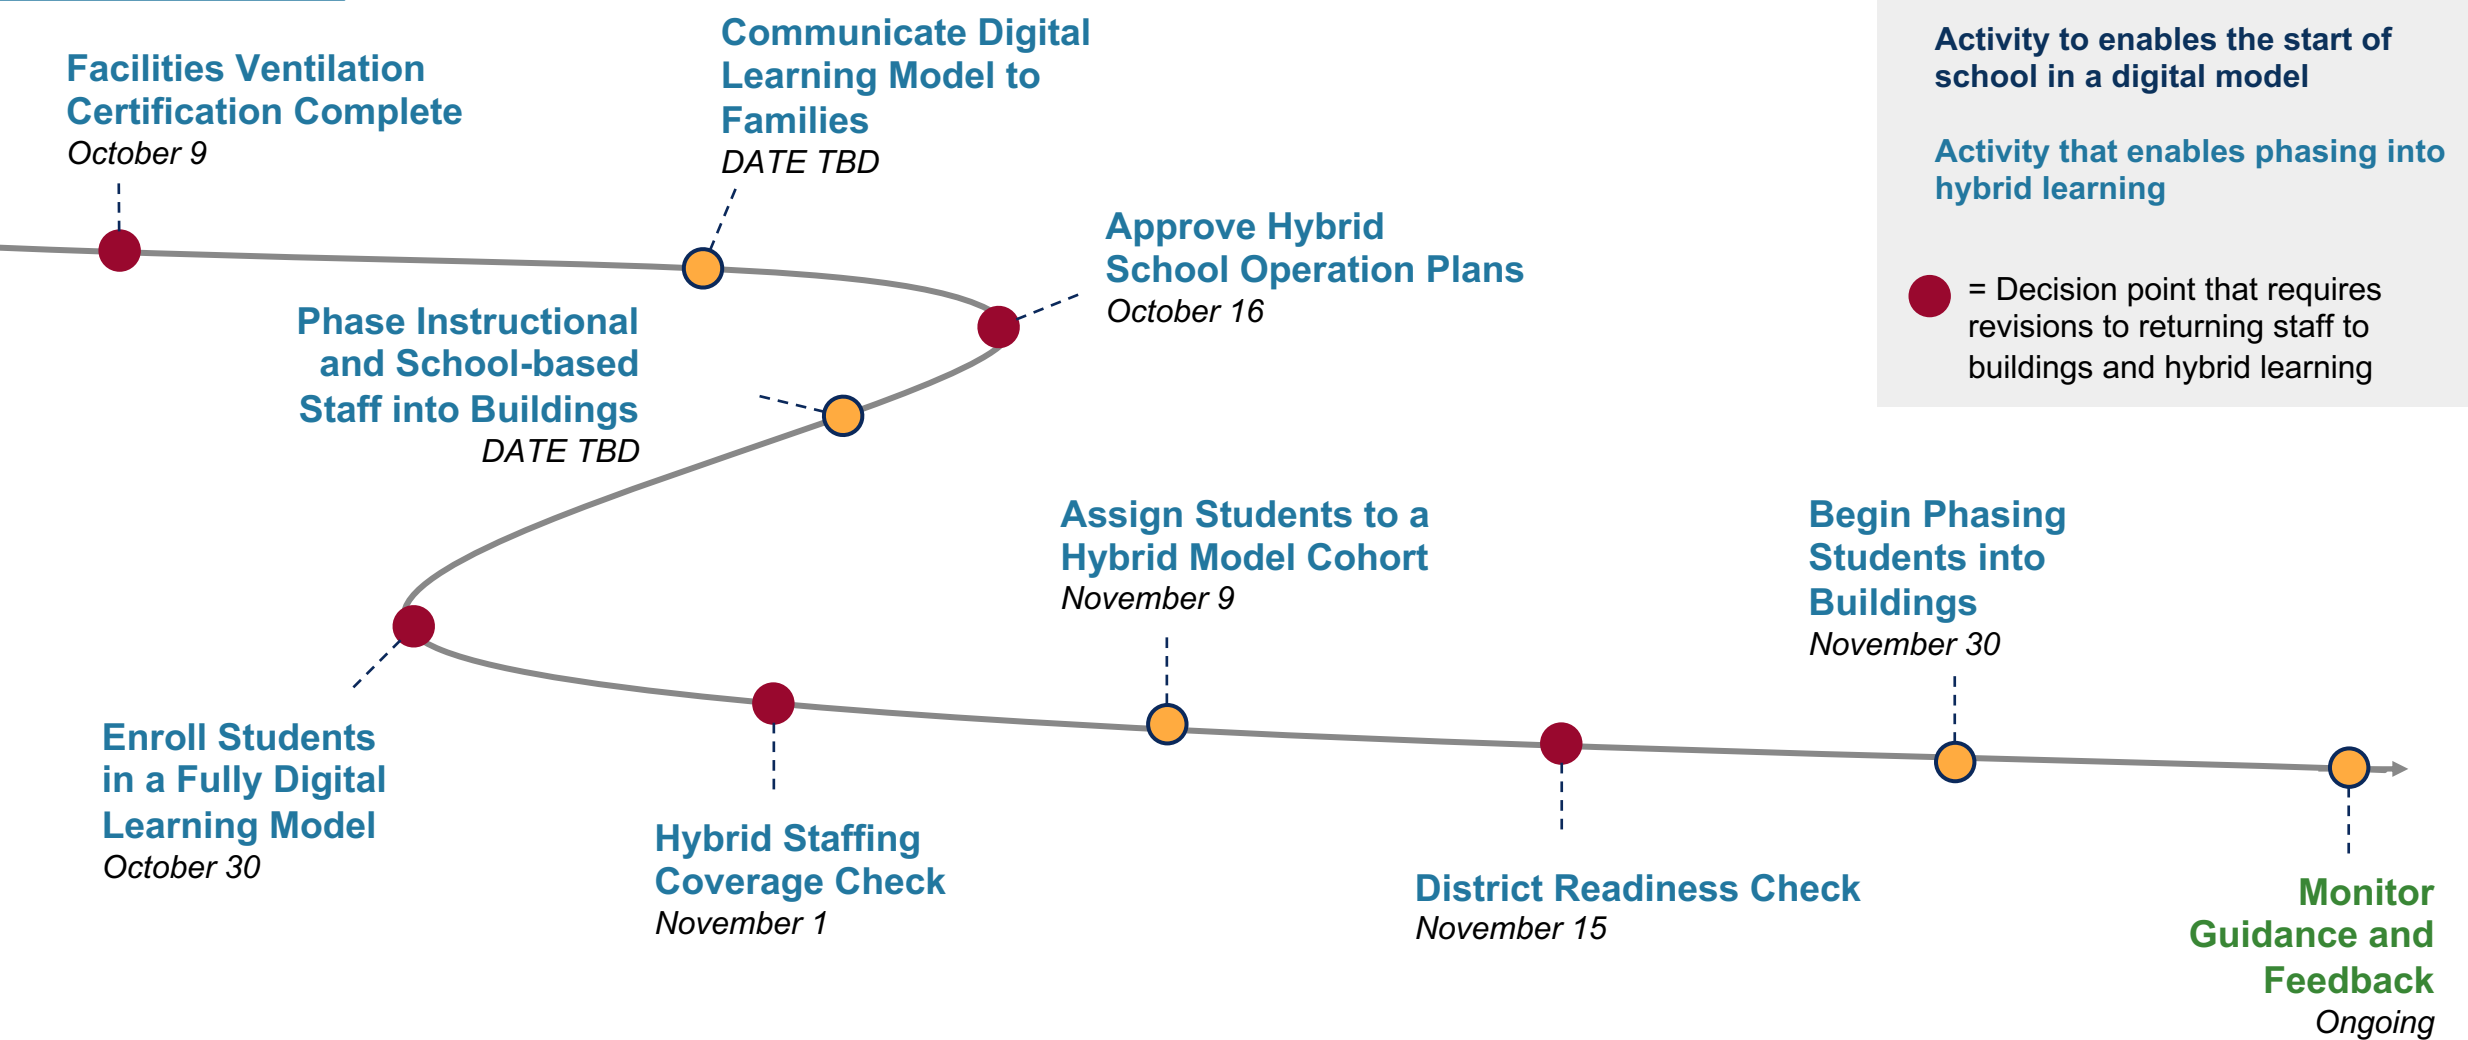 Facilities Ventilation
Certification Complete
October 9
Communicate Digital
Learning Model to
Families
DATE TBD
Approve Hybrid
School Operation Plans
October 16
Phase Instructional
and School-based
Staff into Buildings
DATE TBD
Enroll Students
in a Fully Digital
Learning Model
October 30
Hybrid Staffing
Coverage Check
November 1
Assign Students to a
Hybrid Model Cohort
November 9
District Readiness Check
November 15
Begin Phasing
Students into
Buildings
November 30
Monitor
Guidance and
Feedback
Ongoing
Activity to enables the start of
school in a digital model
Activity that enables phasing into
hybrid learning
= Decision point that requires
revisions to returning staff to
buildings and hybrid learning